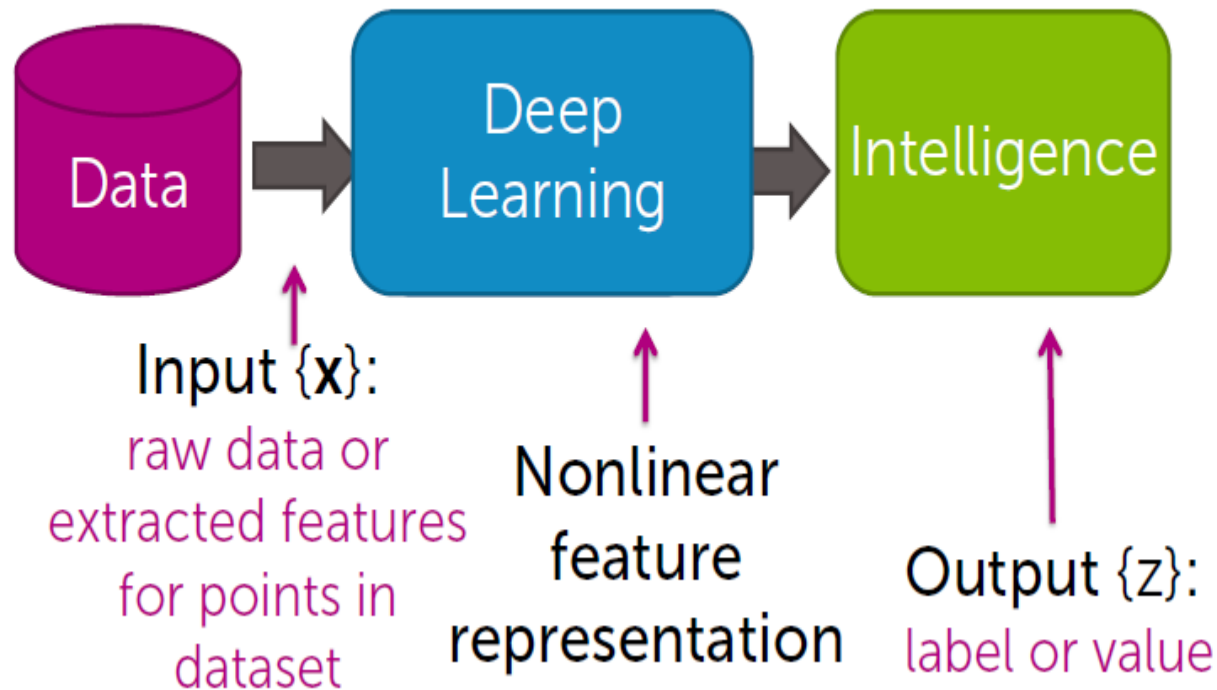 Data
Deep
Learning
Intelligence
Input {x}:
raw data or
extracted features
for points in
dataset
Nonlinear
feature
representation
Output {z}:
label or value